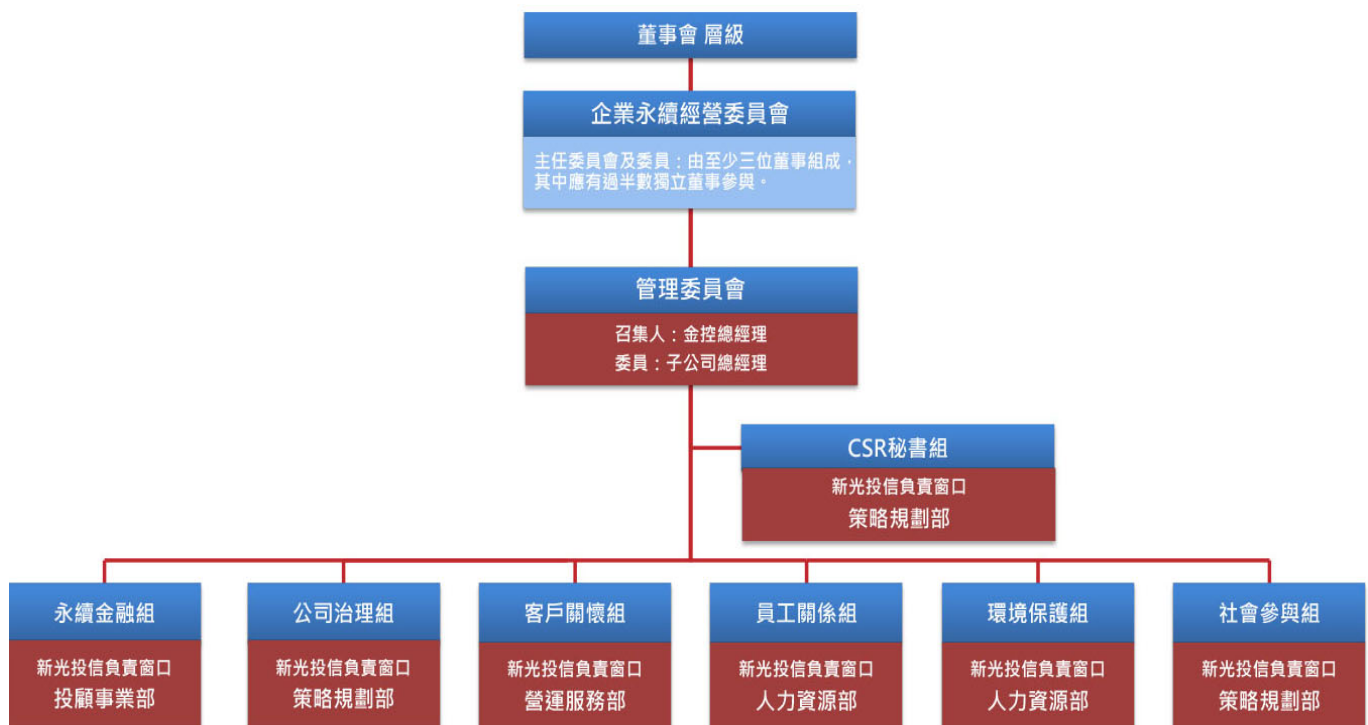 董事會 層級
企業永續經營委員會
主任委員會及委員：由至少三位董事組成，
其中應有過半數獨立董事參與。
管理委員會
召集人：金控總經理
委員：子公司總經理
CSR秘書組
新光投信負責窗口
策略規劃部
永續金融組
新光投信負責窗口
投顧事業部
公司治理組
新光投信負責窗口
策略規劃部
客戶關懷組
新光投信負責窗口
營運服務部
員工關係組
新光投信負責窗口
人力資源部
環境保護組
新光投信負責窗口
人力資源部
社會參與組
新光投信負責窗口
策略規劃部